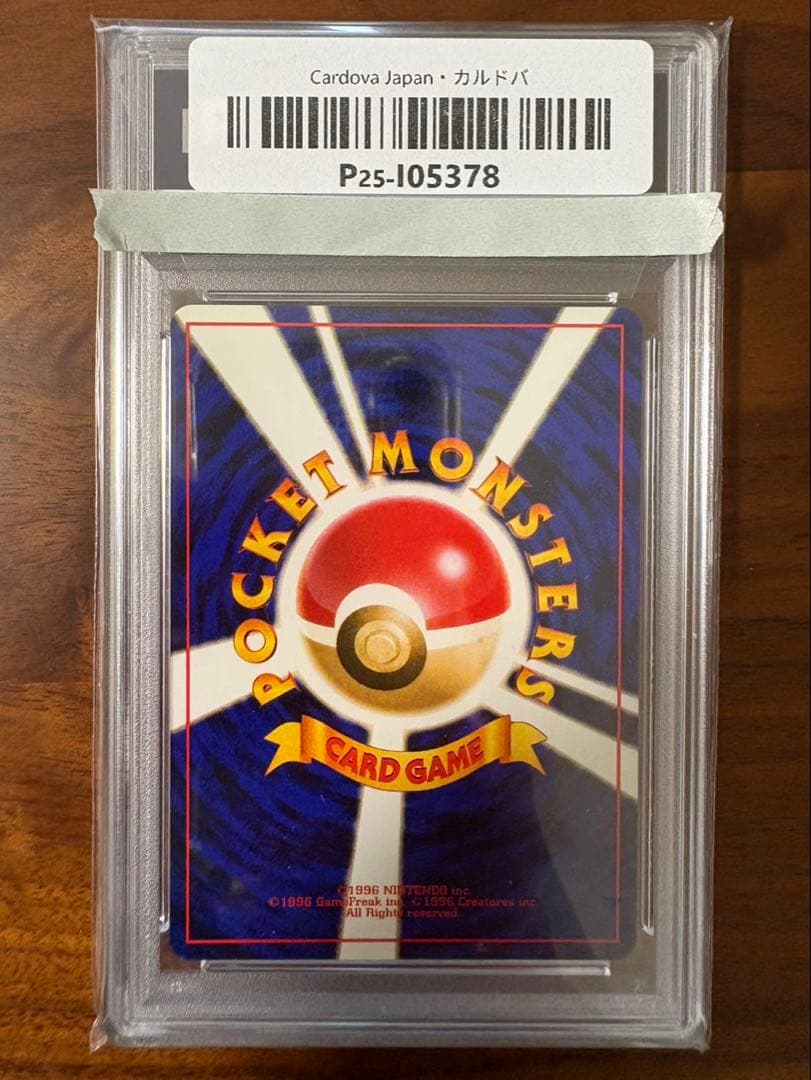 Cardova Japan・カルドバ
P25-I05378
POCKET MONSTERS
CARD GAME
©1996 NINTENDO inc.
©1996 GameFreak inc. ©1996 Creatures inc.
All Rights reserved.